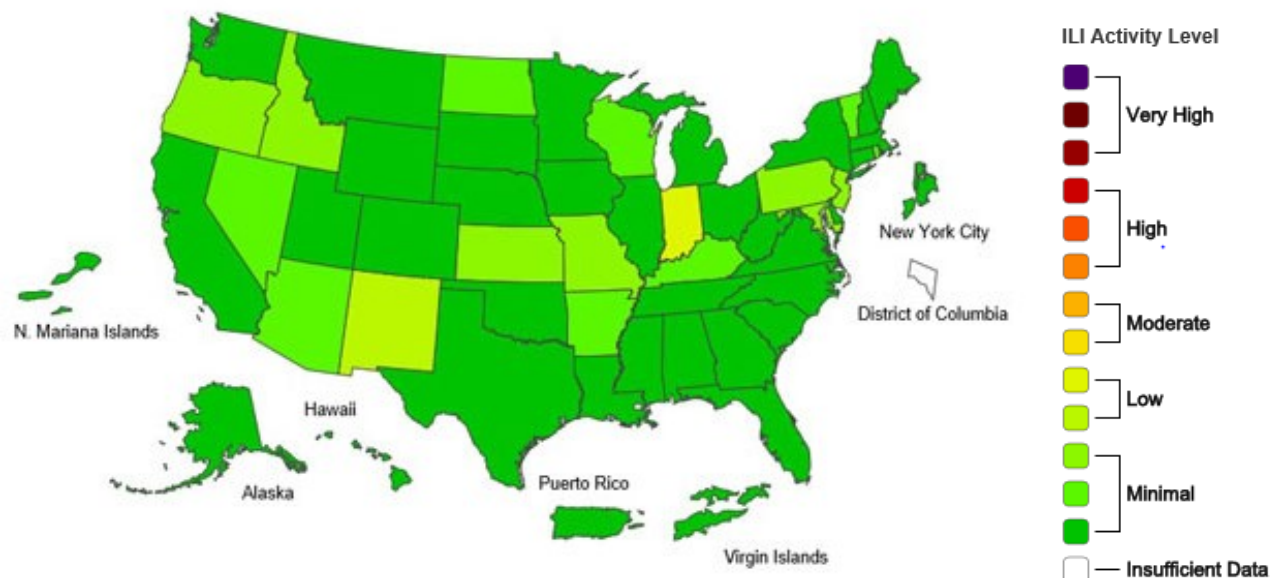 ILI Activity Level
Very High
High
New York City
District of Columbia
Moderate
N. Mariana Islands
Low
Hawaii
Puerto Rico
Alaska
Minimal
Virgin Islands
Insufficient Data